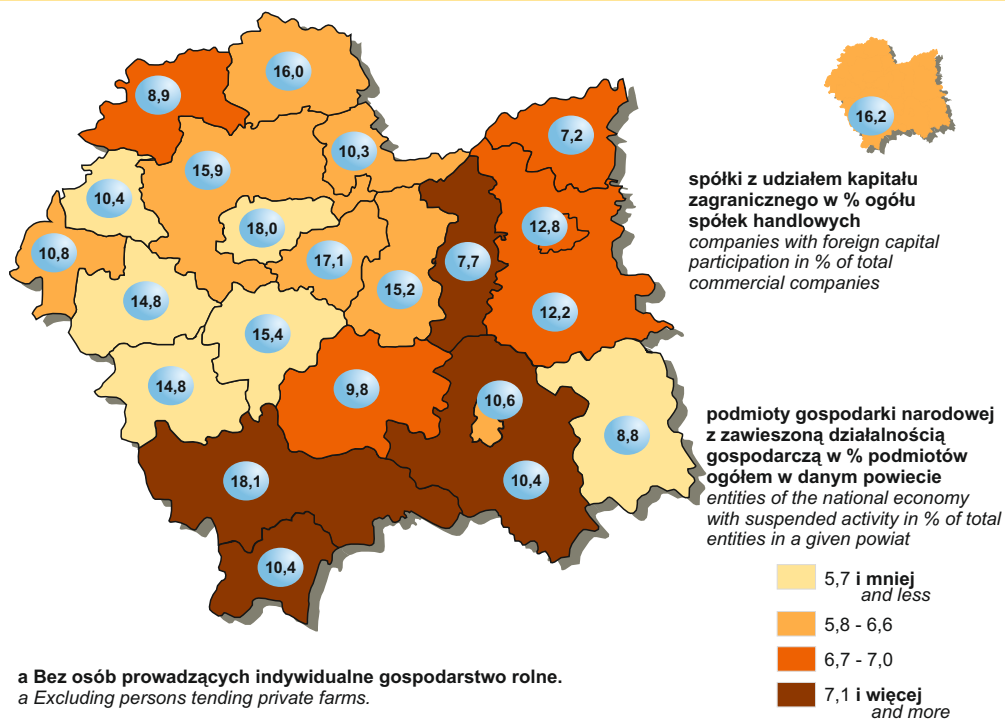 16,0
8,9
16,2
7,2
10,3
15,9
10,4
18,0
12,8
10,8
17,1
7,7
15,2
14,8
12,2
15,4
14,8
9,8
10,6
8,8
18,1
10,4
10,4
spółki z udziałem kapitału
zagranicznego w % ogółu
spółek handlowych
companies with foreign capital
participation in % of total
commercial companies
podmioty gospodarki narodowej
z zawieszoną działalnością
gospodarczą w % podmiotów
ogółem w danym powiecie
entities of the national economy
with suspended activity in % of total
entities in a given powiat
5,7 i mniej
and less
5,8 - 6,6
6,7 - 7,0
7,1 i więcej
and more
a Bez osób prowadzących indywidualne gospodarstwo rolne.
a Excluding persons tending private farms.